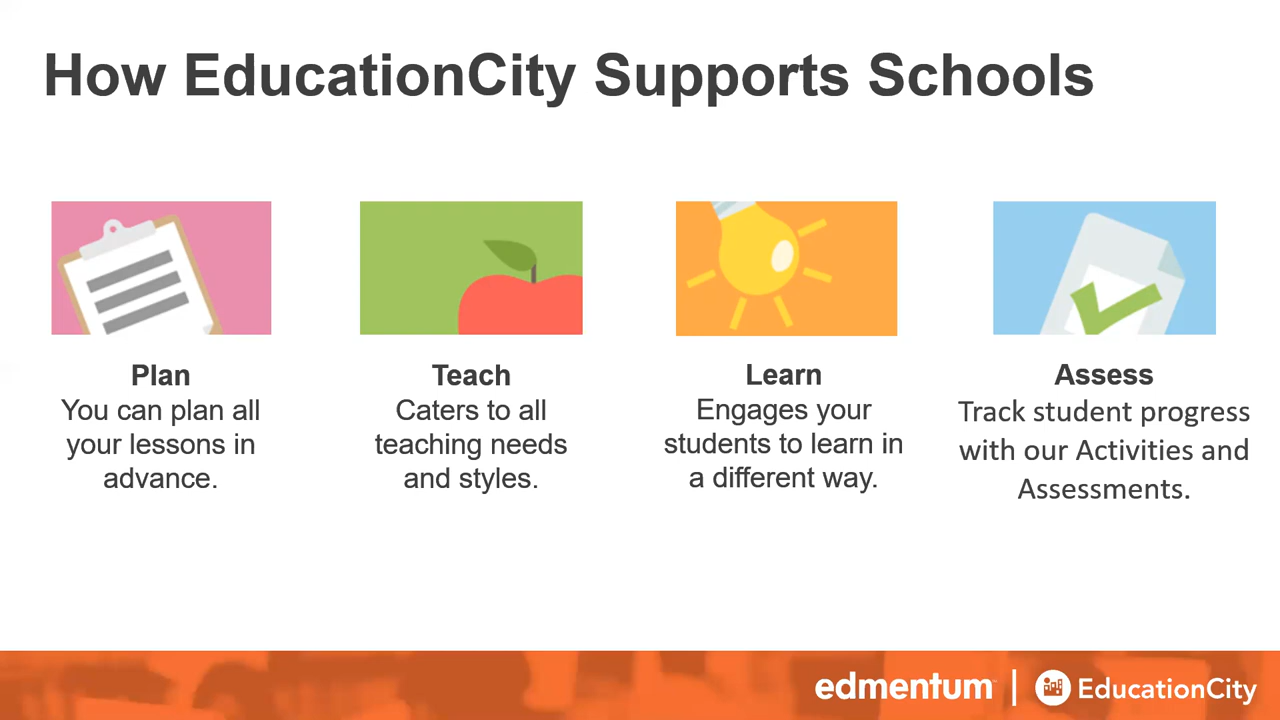 How EducationCity Supports Schools
Plan
You can plan all
your lessons in
advance.
Teach
Caters to all
teaching needs
and styles.
Learn
Engages your
students to learn in
a different way.
Assess
Track student progress
with our Activities and
Assessments.
edmentum | EducationCity